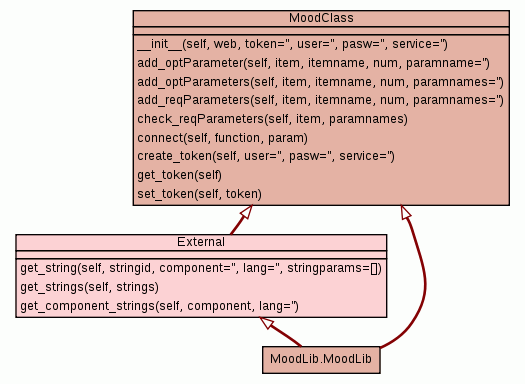 MoodClass
__init__(self, web, token='', user='', pasw='', service='')
add_optParameter(self, item, itemname, num, paramname='')
add_optParameters(self, item, itemname, num, paramnames='')
add_reqParameters(self, item, itemname, num, paramnames='')
check_reqParameters(self, item, paramnames)
connect(self, function, param)
create_token(self, user='', pasw='', service='')
get_token(self)
set_token(self, token)
External
get_string(self, stringid, component='', lang='', stringparams=[])
get_strings(self, strings)
get_component_strings(self, component, lang='')
MoodLib.MoodLib